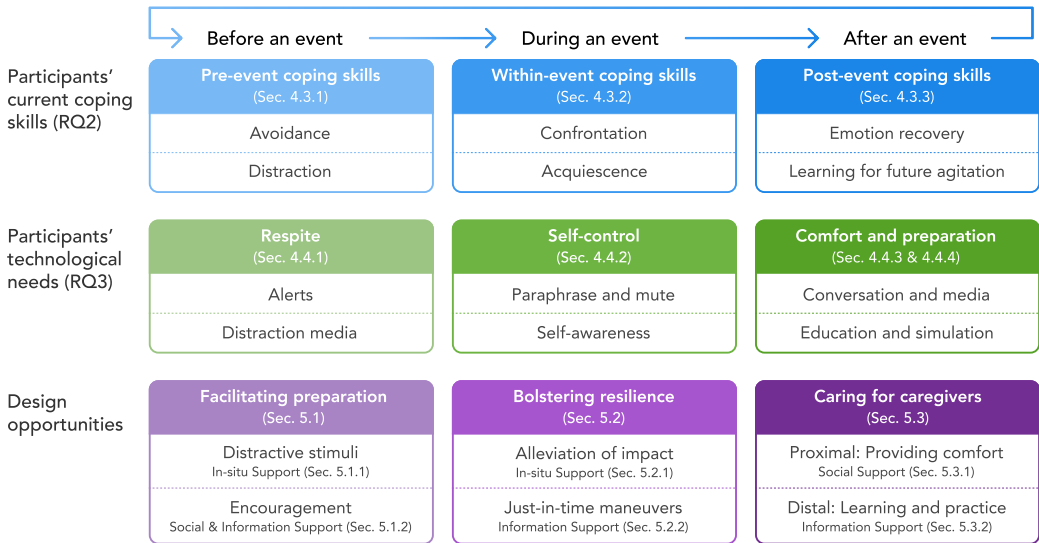 Before an event
During an event
After an event
Participants’
current coping
skills (RQ2)
Pre-event coping skills
(Sec. 4.3.1)
Avoidance
Distraction
Within-event coping skills
(Sec. 4.3.2)
Confrontation
Acquiescence
Post-event coping skills
(Sec. 4.3.3)
Emotion recovery
Learning for future agitation
Participants’
technological
needs (RQ3)
Respite
(Sec. 4.4.1)
Alerts
Distraction media
Self-control
(Sec. 4.4.2)
Paraphrase and mute
Self-awareness
Comfort and preparation
(Sec. 4.4.3 & 4.4.4)
Conversation and media
Education and simulation
Design
opportunities
Facilitating preparation
(Sec. 5.1)
Distractive stimuli
In-situ Support (Sec. 5.1.1)
Encouragement
Social & Information Support (Sec. 5.1.2)
Bolstering resilience
(Sec. 5.2)
Alleviation of impact
In-situ Support (Sec. 5.2.1)
Just-in-time maneuvers
Information Support (Sec. 5.2.2)
Caring for caregivers
(Sec. 5.3)
Proximal: Providing comfort
Social Support (Sec. 5.3.1)
Distal: Learning and practice
Information Support (Sec. 5.3.2)